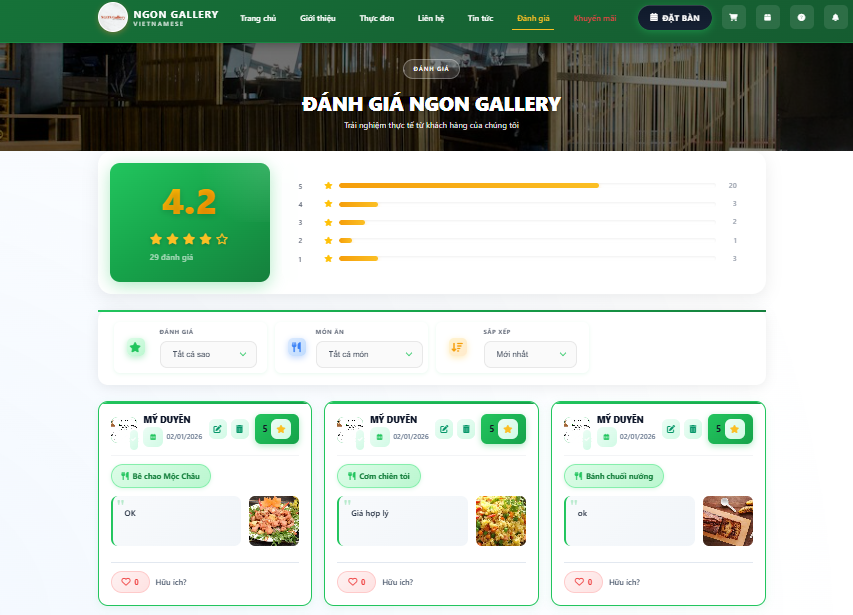 NGON GALLERY
VIETNAMESE
Trang chủ
Giới thiệu
Thực đơn
Liên hệ
Tin tức
Đánh giá
Khuyến mãi
ĐẶT BÀN
ĐÁNH GIÁ
ĐÁNH GIÁ NGON GALLERY
Trải nghiệm thực tế từ khách hàng của chúng tôi
4.2
29 đánh giá
5 20
4 3
3 2
2 1
1 3
ĐÁNH GIÁ
Tất cả sao
MÓN ĂN
Tất cả món
SẮP XẾP
Mới nhất
MỸ DUYÊN
02/01/2026
5
Bê chao Mộc Châu
OK
0 Hữu ích?
MỸ DUYÊN
02/01/2026
5
Cơm chiên tỏi
Giá hợp lý
0 Hữu ích?
MỸ DUYÊN
02/01/2026
5
Bánh chuối nướng
ok
0 Hữu ích?